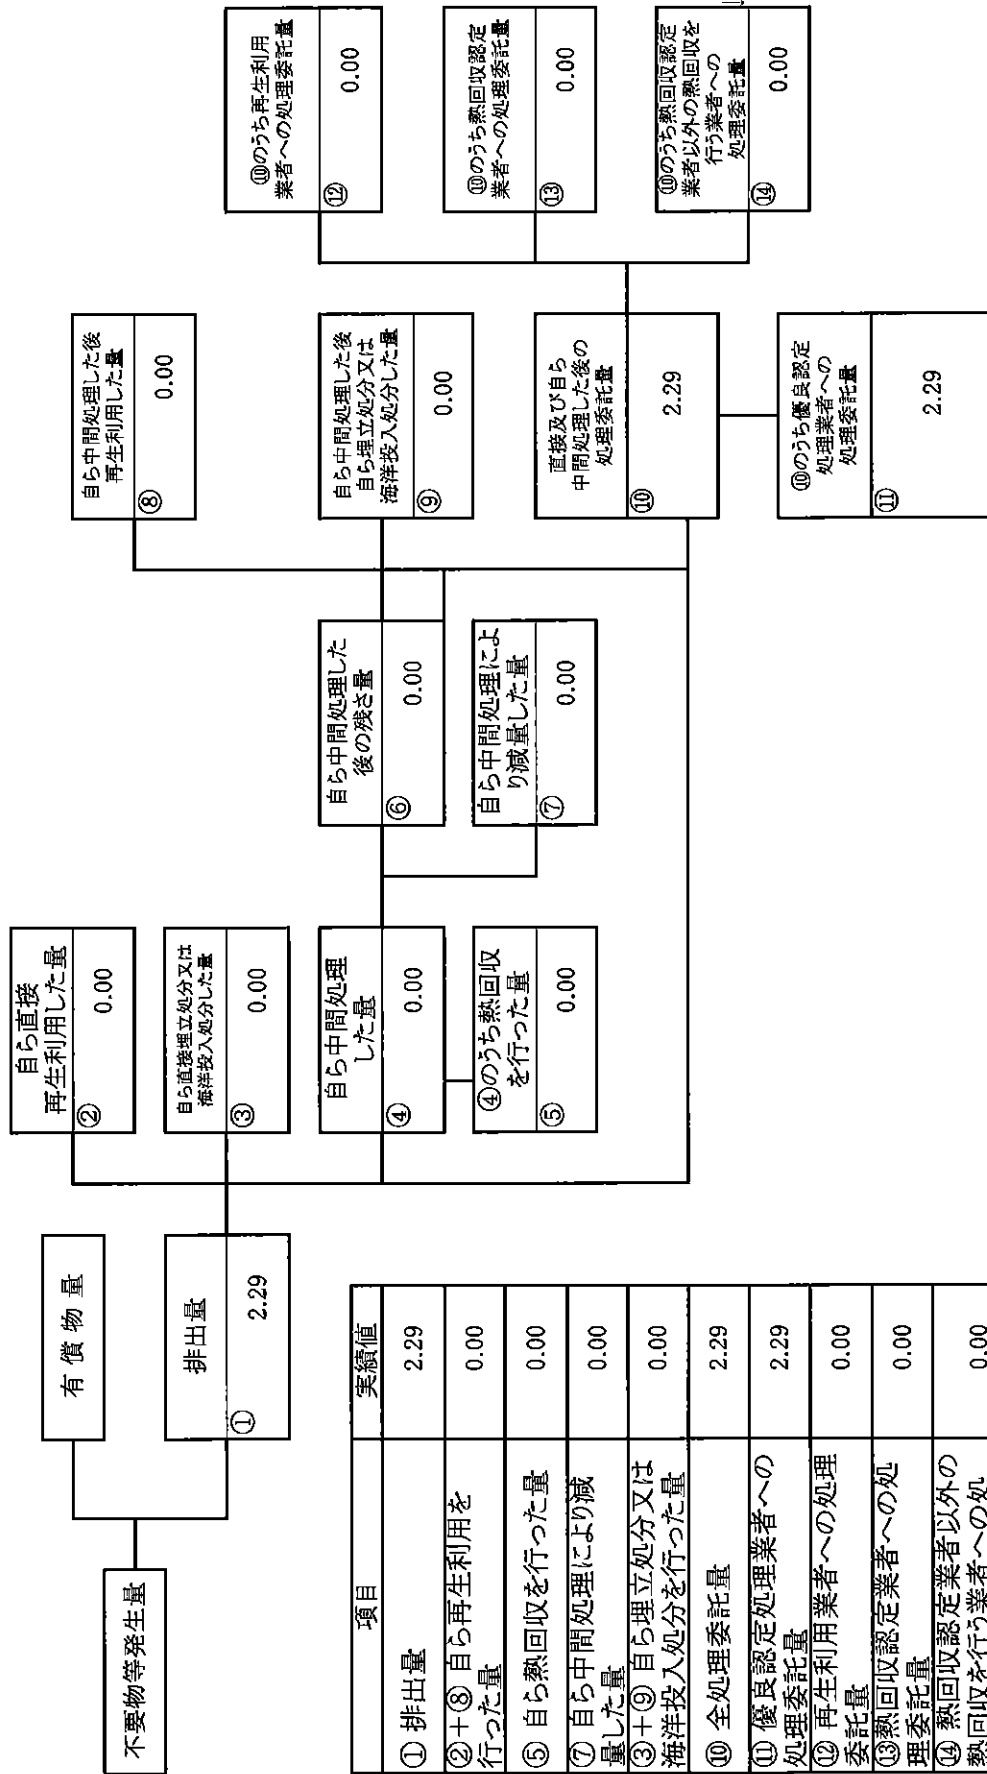 不要物等発生量
有償物量
排出量
①
2.29
自ら直接
再生利用した量
②
0.00
自ら直接埋立処分又は
海洋投入処分した量
③
0.00
自ら中間処理
した量
④
0.00
④のうち熱回収
を行った量
⑤
0.00
自ら中間処理した
後の残さ量
⑥
0.00
自ら中間処理によ
り減量した量
⑦
0.00
自ら中間処理した後
再生利用した量
⑧
0.00
自ら中間処理した後
自ら埋立処分又は
海洋投入処分した量
⑨
0.00
直接及び自ら
中間処理した後の
処理委託量
⑩
2.29
⑩のうち優良認定
処理業者への
処理委託量
⑪
2.29
⑩のうち再生利用
業者への処理委託量
⑫
0.00
⑩のうち熱回収認定
業者への処理委託量
⑬
0.00
⑩のうち熱回収認定
業者以外の熱回収を
行う業者への
処理委託量
⑭
0.00
項目 実績値
① 排出量 2.29
②+⑧ 自ら再生利用を
行った量 0.00
⑤ 自ら熱回収を行った量 0.00
⑦ 自ら中間処理により減
量した量 0.00
③+⑨ 自ら埋立処分又は
海洋投入処分を行った量 0.00
⑩ 全処理委託量 2.29
⑪ 優良認定処理業者への
処理委託量 2.29
⑫ 再生利用業者への処理
委託量 0.00
⑬熱回収認定業者への処
理委託量 0.00
⑭ 熱回収認定業者以外の
熱回収を行う業者への処 0.00